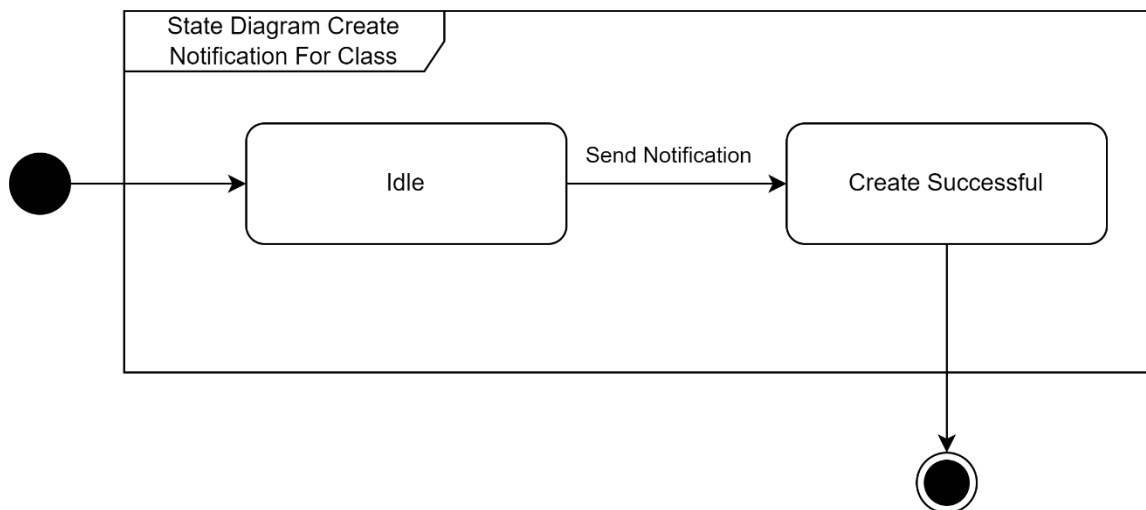 State Diagram Create
Notification For Class
Idle
Send Notification
Create Successful